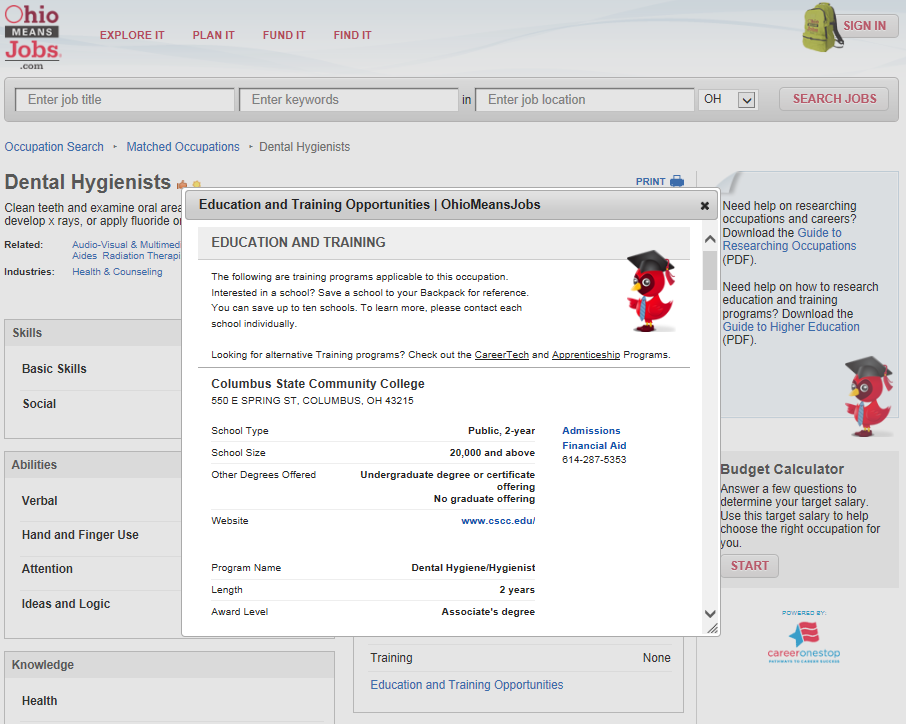 Ohio
MEANS
Jobs
.com
EXPLORE IT
PLAN IT
FUND IT
FIND IT
SIGN IN
Enter job title
Enter keywords
in
Enter job location
OH
SEARCH JOBS
Occupation Search
Matched Occupations
Dental Hygienists
Dental Hygienists
PRINT
Clean teeth and examine oral area
develop x rays, or apply fluoride o
Related:
Audio-Visual & Multimed
Aides Radiation Therapi
Industries:
Health & Counseling
Skills
Basic Skills
Social
Abilities
Verbal
Hand and Finger Use
Attention
Ideas and Logic
Knowledge
Health
Education and Training Opportunities | OhioMeansJobs
EDUCATION AND TRAINING
The following are training programs applicable to this occupation.
Interested in a school? Save a school to your Backpack for reference.
You can save up to ten schools. To learn more, please contact each
school individually.
Looking for alternative Training programs? Check out the CareerTech and Apprenticeship Programs.
Columbus State Community College
550 E SPRING ST, COLUMBUS, OH 43215
School Type
Public, 2-year
School Size
20,000 and above
Other Degrees Offered
Undergraduate degree or certificate
offering
No graduate offering
Website
www.cscc.edu/
Admissions
Financial Aid
614-287-5353
Program Name
Dental Hygiene/Hygienist
Length
2 years
Award Level
Associate's degree
Training
None
Education and Training Opportunities
Need help on researching
occupations and careers?
Download the Guide to
Researching Occupations
(PDF).
Need help on how to research
education and training
programs? Download the
Guide to Higher Education
(PDF).
Budget Calculator
Answer a few questions to
determine your target salary.
Use this target salary to help
choose the right occupation for
you.
START
POWERED BY:
careeronestop
PATHWAYS TO CAREER SUCCESS